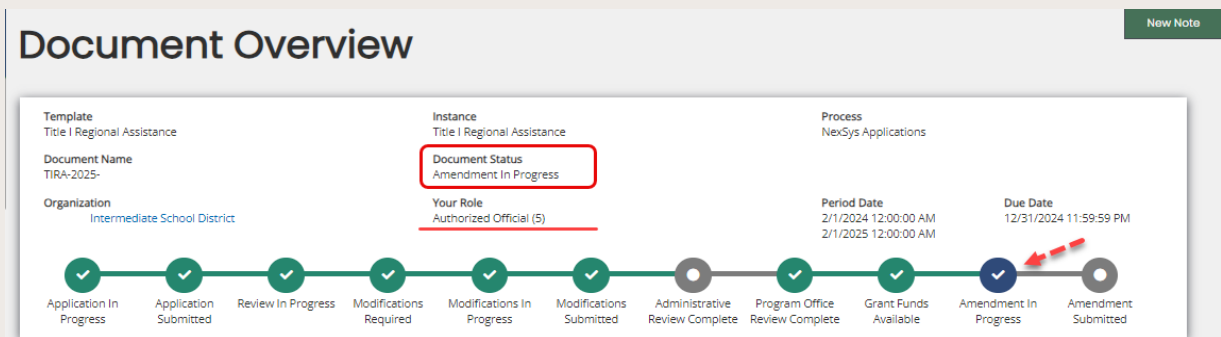 New Note
Document Overview
Template
Title I Regional Assistance
Instance
Title I Regional Assistance
Process
NexSys Applications
Document Name
TIRA-2025-
Document Status
Amendment In Progress
Organization
Intermediate School District
Your Role
Authorized Official (5)
Period Date
2/1/2024 12:00:00 AM
2/1/2025 12:00:00 AM
Due Date
12/31/2024 11:59:59 PM
Application In
Progress
Application
Submitted
Review In Progress
Modifications
Required
Modifications In
Progress
Modifications
Submitted
Administrative
Review Complete
Program Office
Review Complete
Grant Funds
Available
Amendment In
Progress
Amendment
Submitted